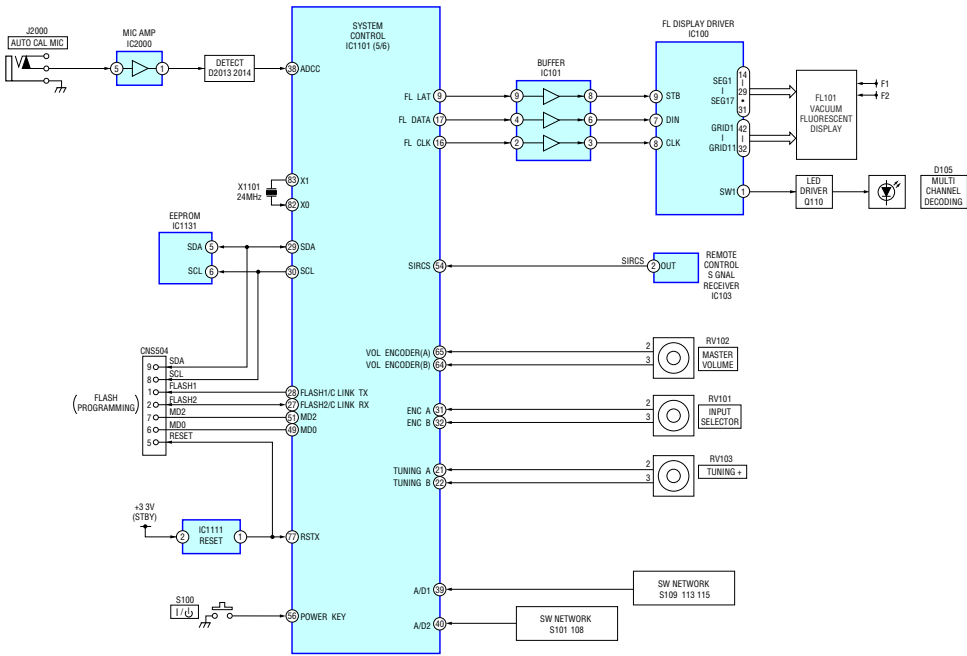 J2000
AUTO CAL MIC
MIC AMP
IC2000
5
1
DETECT
D2013 2014
SYSTEM
CONTROL
IC1101 (5/6)
38 ADCC
FL LAT 9
FL DATA 17
FL CLK 16
BUFFER
IC101
9 8
4 6
2 3
FL DISPLAY DRIVER
IC100
9 STB
7 DIN
8 CLK
SEG1
I
SEG17
14
I
29
•
31
GRID1
I
GRID11
42
I
32
SW1 1
FL101
VACUUM
FLUORESCENT
DISPLAY
F1
F2
LED
DRIVER
Q110
D105
MULTI
CHANNEL
DECODING
X1101
24MHz
83 X1
82 X0
EEPROM
IC1131
SDA 5
SCL 6
29 SDA
30 SCL
SIRCS 54
SIRCS
2 OUT
REMOTE
CONTROL
S GNAL
RECEIVER
IC103
VOL ENCODER(A) 65
VOL ENCODER(B) 64
2
3
RV102
MASTER
VOLUME
CNS504
9 SDA
8 SCL
1 FLASH1
2 FLASH2
7 MD2
6 MD0
5 RESET
(FLASH
PROGRAMMING)
28 FLASH1/C LINK TX
27 FLASH2/C LINK RX
51 MD2
49 MD0
ENC A 31
ENC B 32
2
3
RV101
INPUT
SELECTOR
TUNING A 21
TUNING B 22
2
3
RV103
TUNING +
+3 3V
(STBY)
2
IC1111
RESET
1
77 RSTX
A/D1 39
SW NETWORK
S109 113 115
S100
I /
56 POWER KEY
A/D2 40
SW NETWORK
S101 108